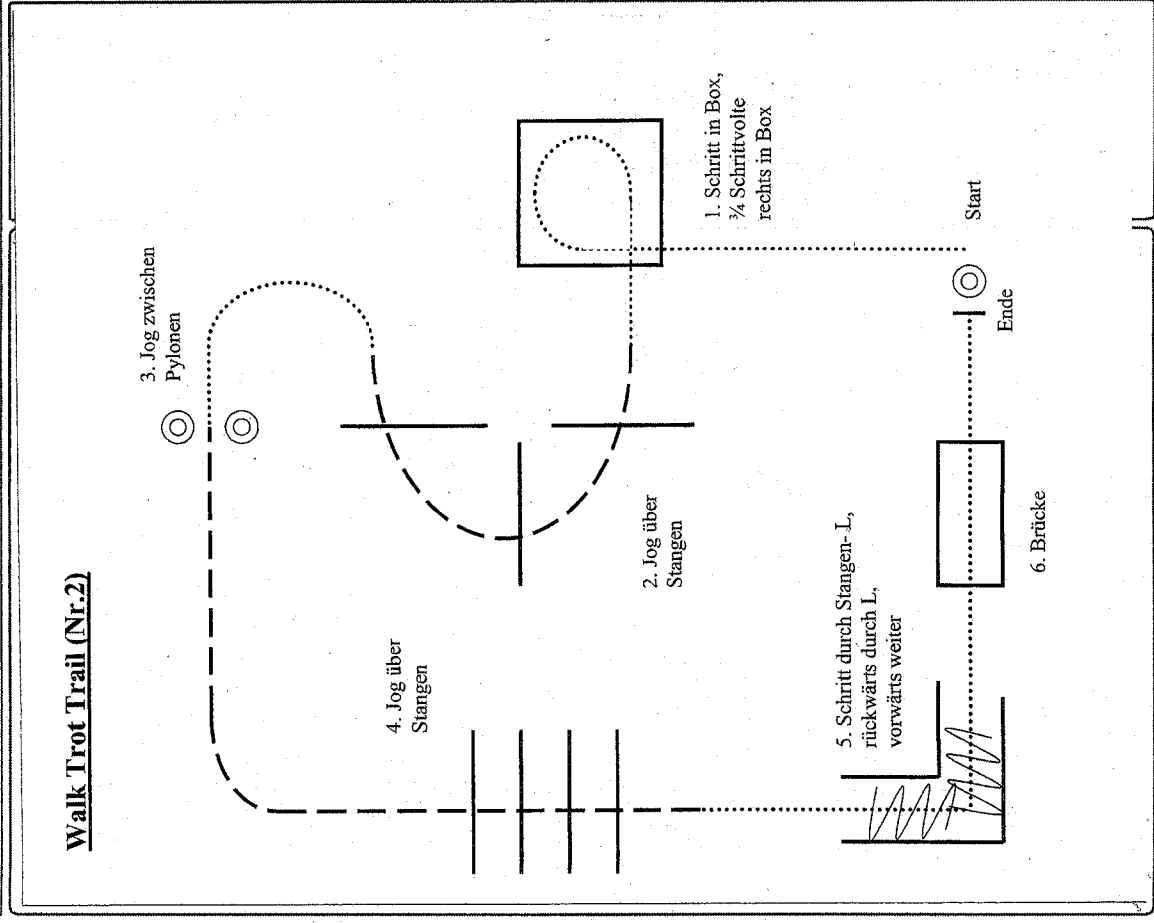 Walk Trot Trail (Nr.2)
3. Jog zwischen
Pylonen
4. Jog über
Stangen
2. Jog über
Stangen
1. Schritt in Box,
¾ Schrittvolte
rechts in Box
5. Schritt durch Stangen- L,
rückwärts durch L,
vorwärts weiter
6. Brücke
Ende
Start